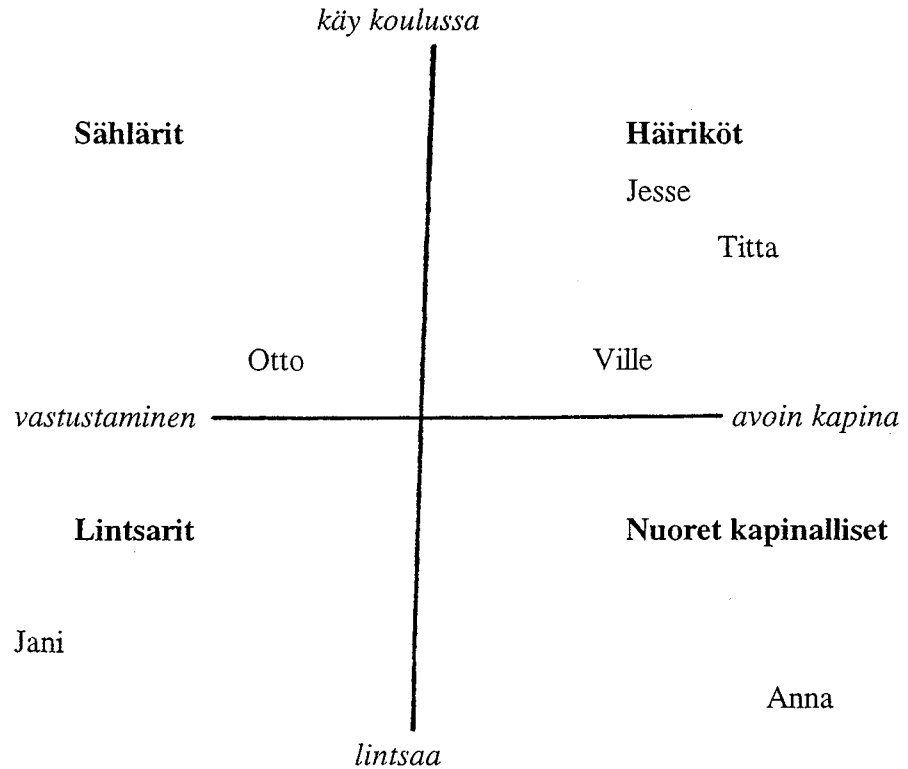 käy koulussa
Sählärit
Häiriköt
Jesse
Titta
Otto
Ville
vastustaminen
avoin kapina
Lintsarit
Nuoret kapinalliset
Jani
Anna
lintsaa